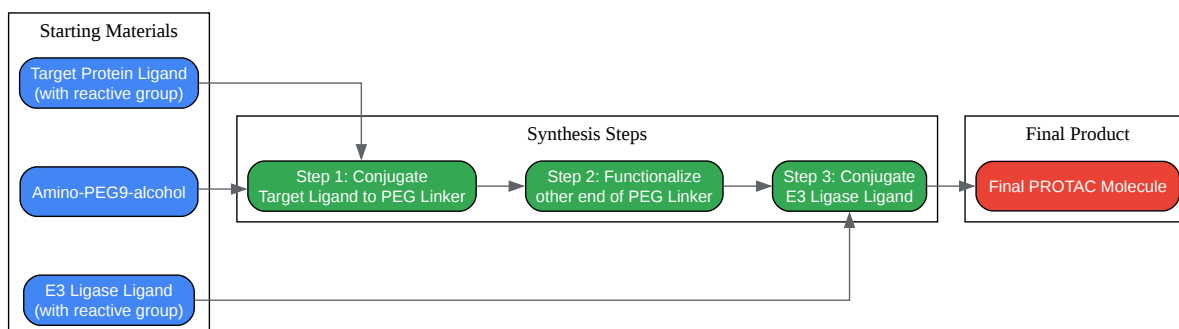 Starting Materials
Target Protein Ligand
(with reactive group)
Amino-PEG9-alcohol
E3 Ligase Ligand
(with reactive group)
Synthesis Steps
Step 1: Conjugate
Target Ligand to PEG Linker
Step 2: Functionalize
other end of PEG Linker
Step 3: Conjugate
E3 Ligase Ligand
Final Product
Final PROTAC Molecule